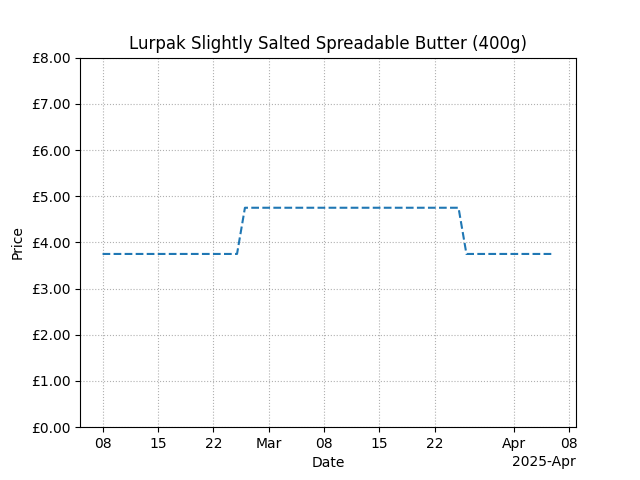 Lurpak Slightly Salted Spreadable Butter (400g)
£8.00
£7.00
£6.00
£5.00
£4.00
£3.00
£2.00
£1.00
£0.00
Price
08 15 22 Mar 08 15 22 Apr 08
Date
2025-Apr